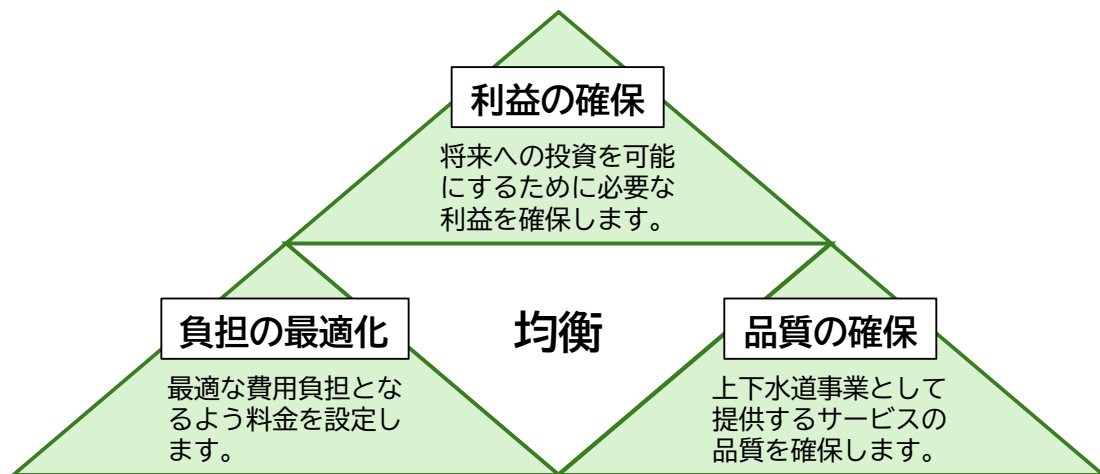 利益の確保
将来への投資を可能
にするために必要な
利益を確保します。
負担の最適化
最適な費用負担とな
るよう料金を設定し
ます。
均衡
品質の確保
上下水道事業として
提供するサービスの
品質を確保します。